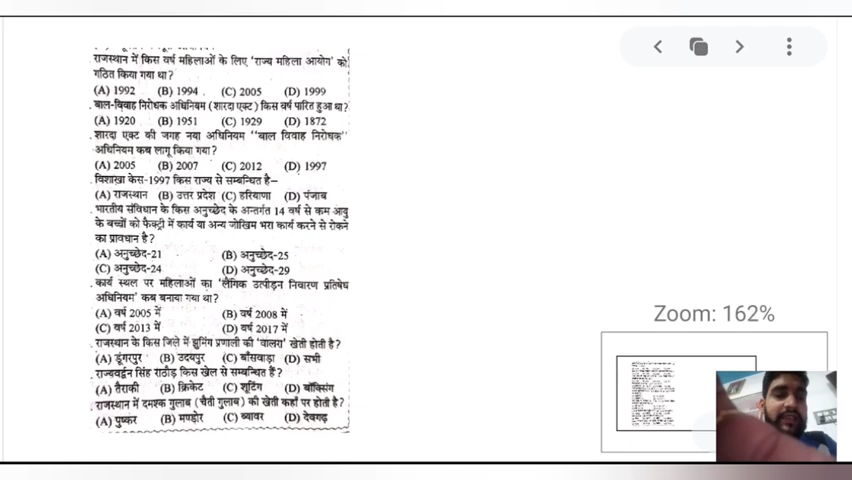 राजस्थान में किस वर्ष महिलाओं के लिए 'राज्य महिला आयोग' को
गठित किया गया था?
(A) 1992 (B) 1994 (C) 2005 (D) 1999
बाल-विवाह निरोधक अधिनियम (शारदा एक्ट) किस वर्ष पारित हुआ था?
(A) 1920 (B) 1951 (C) 1929 (D) 1872
शारदा एक्ट की जगह नया अधिनियम "बाल विवाह निरोधक"
अधिनियम कब लागू किया गया?
(A) 2005 (B) 2007 (C) 2012 (D) 1997
विशाखा केस-1997 किस राज्य से सम्बन्धित है–
(A) राजस्थान (B) उत्तर प्रदेश (C) हरियाणा (D) पंजाब
भारतीय संविधान के किस अनुच्छेद के अन्तर्गत 14 वर्ष से कम आयु
के बच्चों को फैक्ट्री में कार्य या अन्य जोखिम भरा कार्य करने से रोकने
का प्रावधान है?
(A) अनुच्छेद-21 (B) अनुच्छेद-25
(C) अनुच्छेद-24 (D) अनुच्छेद-29
कार्य स्थल पर महिलाओं का 'लैंगिक उत्पीड़न निवारण प्रतिषेध
अधिनियम' कब बनाया गया था?
(A) वर्ष 2005 में (B) वर्ष 2008 में
(C) वर्ष 2013 में (D) वर्ष 2017 में
राजस्थान के किस जिले में झुमिंग प्रणाली की 'वालरा' खेती होती है?
(A) डूंगरपुर (B) उदयपुर (C) बाँसवाड़ा (D) सभी
राज्यवर्द्धन सिंह राठौड़ किस खेल से सम्बन्धित हैं?
(A) तैराकी (B) क्रिकेट (C) शूटिंग (D) बॉक्सिंग
राजस्थान में दमश्क गुलाब (चैती गुलाब) की खेती कहाँ पर होती है?
(A) पुष्कर (B) मण्डोर (C) ब्यावर (D) देवगढ़
Zoom: 162%